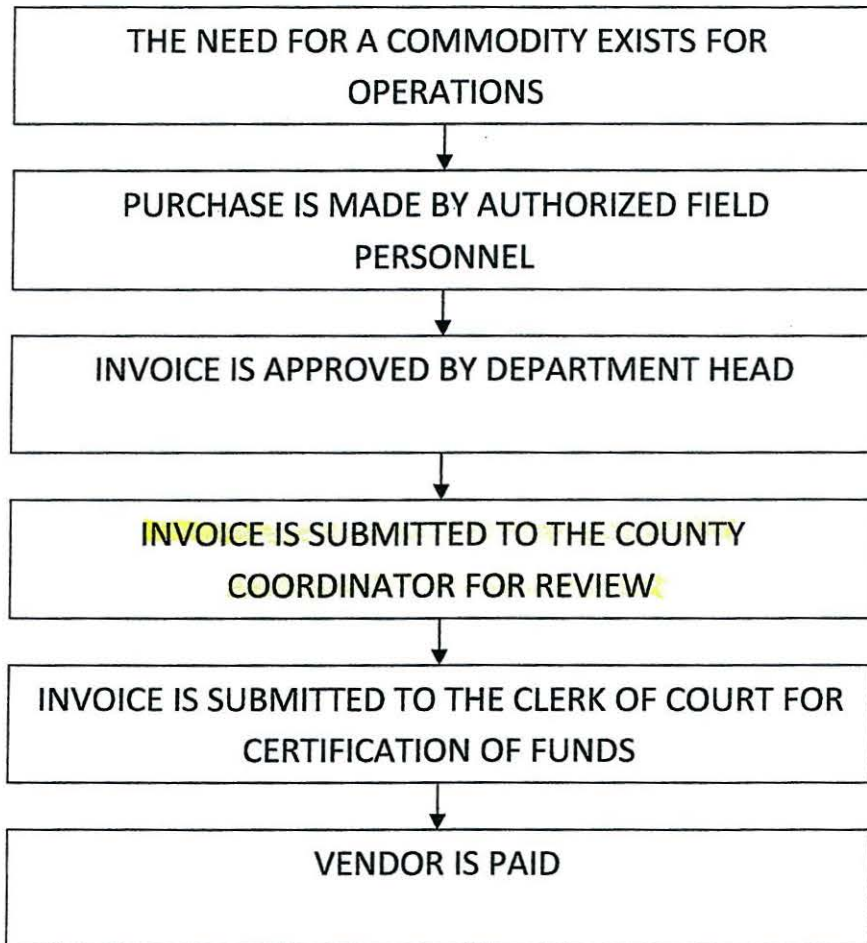 THE NEED FOR A COMMODITY EXISTS FOR
OPERATIONS
PURCHASE IS MADE BY AUTHORIZED FIELD
PERSONNEL
INVOICE IS APPROVED BY DEPARTMENT HEAD
INVOICE IS SUBMITTED TO THE COUNTY
COORDINATOR FOR REVIEW
INVOICE IS SUBMITTED TO THE CLERK OF COURT FOR
CERTIFICATION OF FUNDS
VENDOR IS PAID